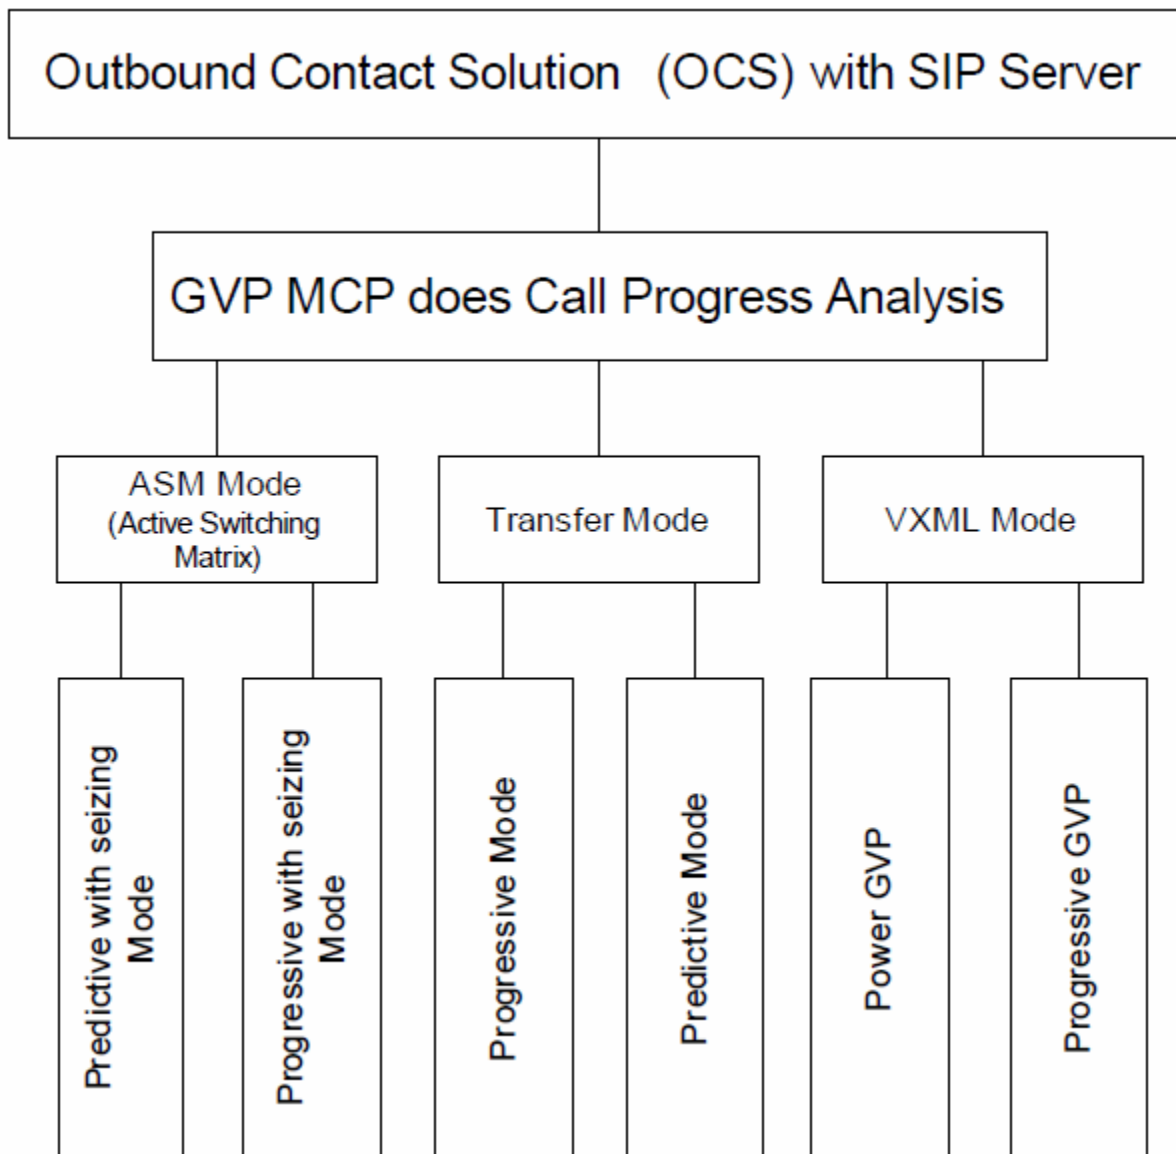 Outbound Contact Solution (OCS) with SIP Server
GVP MCP does Call Progress Analysis
ASM Mode
(Active Switching
Matrix)
Transfer Mode
VXML Mode
Predictive with seizing
Mode
Progressive with seizing
Mode
Progressive Mode
Predictive Mode
Power GVP
Progressive GVP